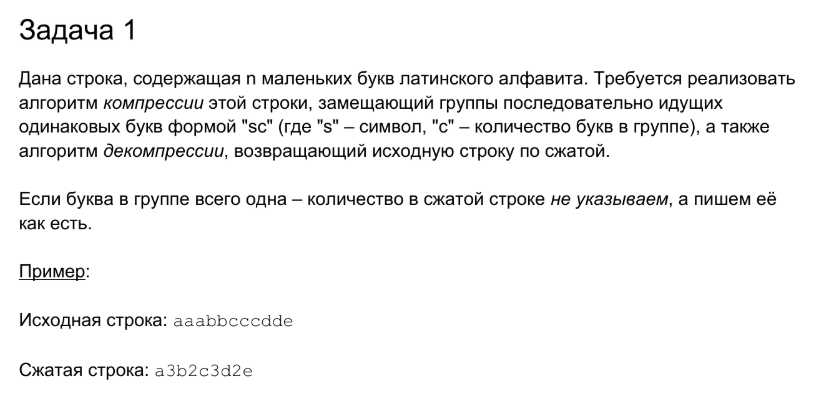 Задача 1
Дана строка, содержащая n маленьких букв латинского алфавита. Требуется реализовать
алгоритм компрессии этой строки, замещающий группы последовательно идущих
одинаковых букв формой "sc" (где "s" – символ, "с" – количество букв в группе), а также
алгоритм декомпрессии, возвращающий исходную строку по сжатой.
Если буква в группе всего одна – количество в сжатой строке не указываем, а пишем её
как есть.
Пример:
Исходная строка: aaabbcccdde
Сжатая строка: a3b2c3d2e